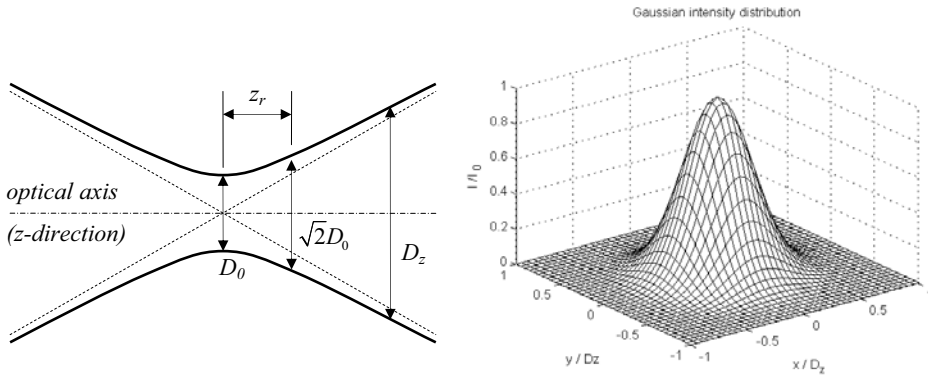 z_r
optical axis
(z-direction)
D_0
√2D_0
D_z
Gaussian intensity distribution
I/I_0
1
0.8
0.6
0.4
0.2
0
1
0.5
0
-0.5
-1
y / Dz
-1
-0.5
0
0.5
x / D_z